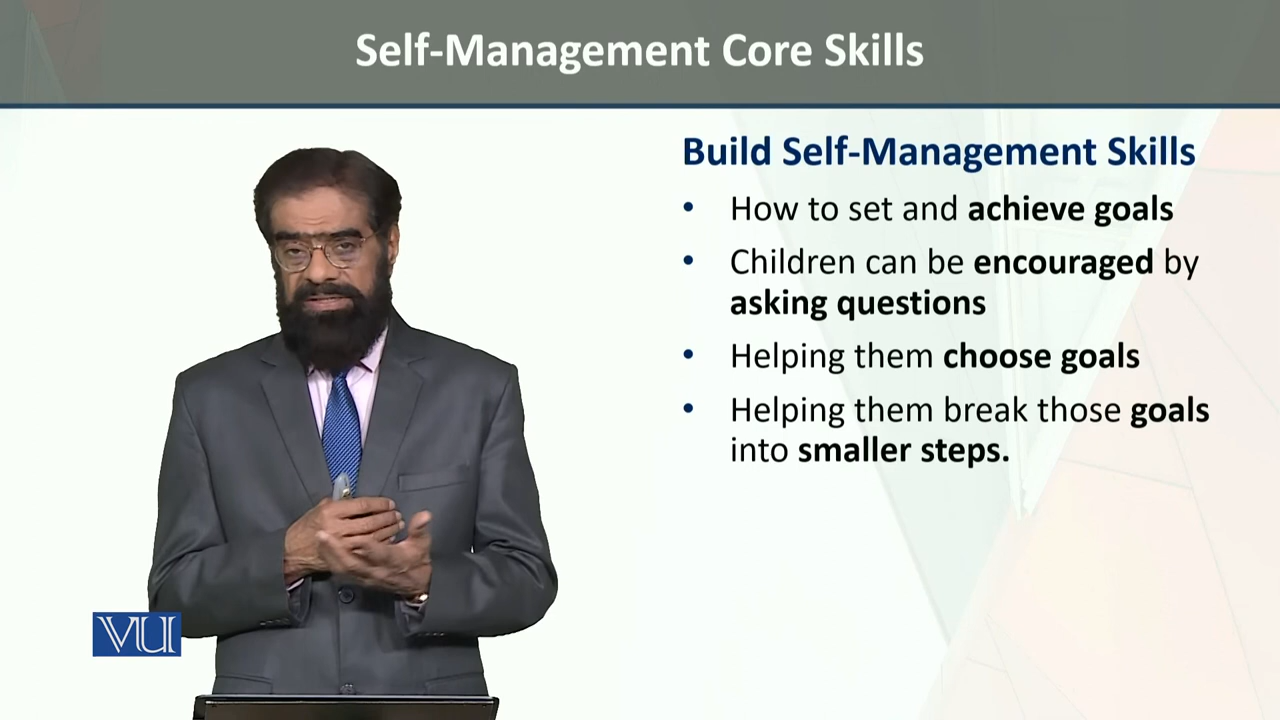 Self-Management Core Skills
Build Self-Management Skills
• How to set and achieve goals
• Children can be encouraged by
asking questions
• Helping them choose goals
• Helping them break those goals
into smaller steps.
VU